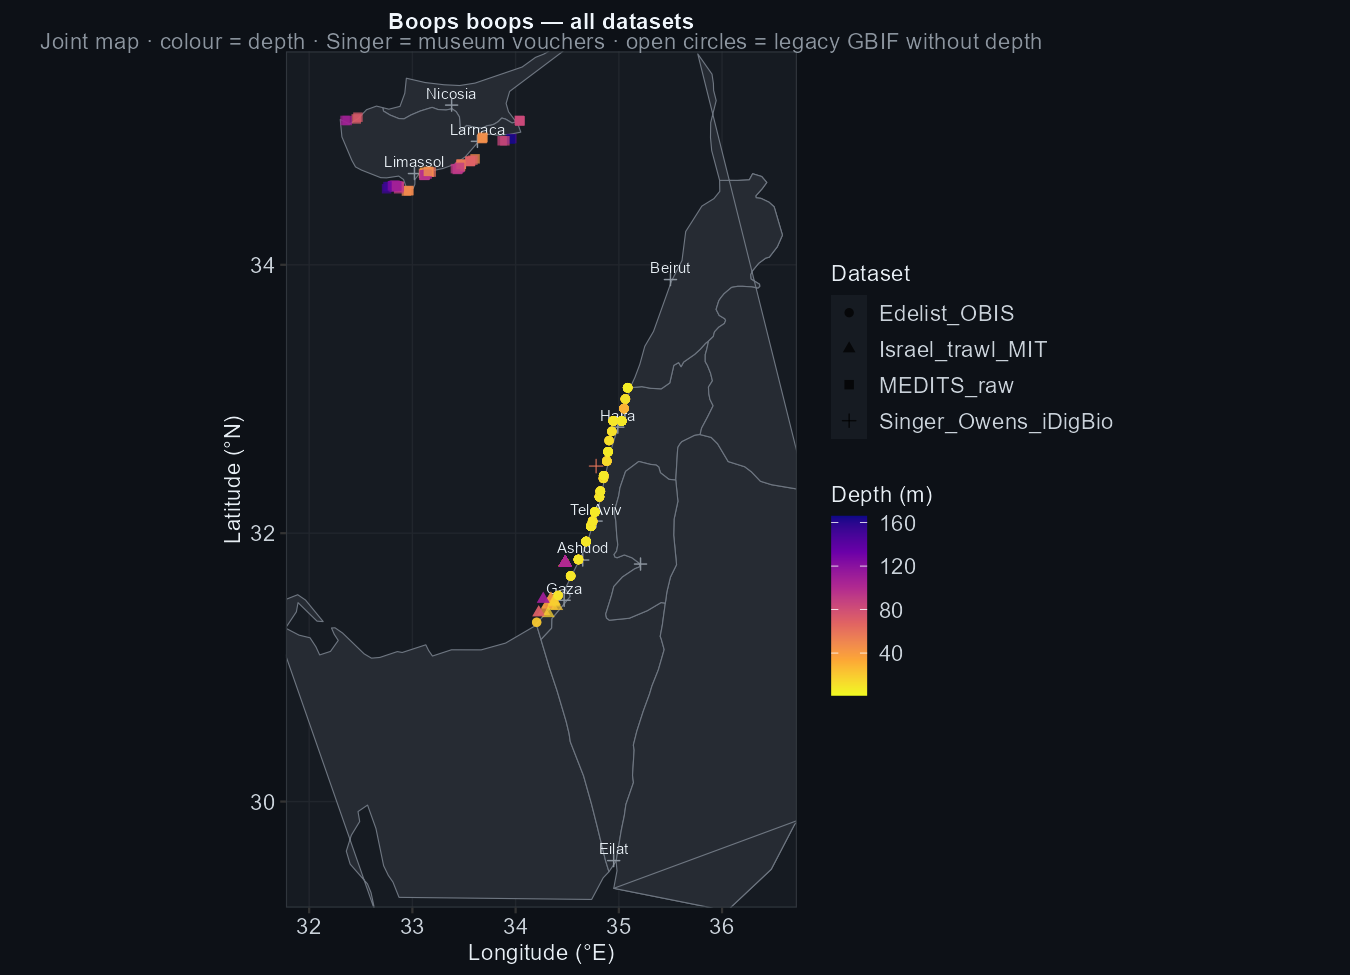 Boops boops — all datasets
Joint map · colour = depth · Singer = museum vouchers · open circles = legacy GBIF without depth
Nicosia
Larnaca
Limassol
Beirut
Haifa
Tel Aviv
Ashdod
Gaza
Eilat
34
32
30
Latitude (°N)
32 33 34 35 36
Longitude (°E)
Dataset
Edelist_OBIS
Israel_trawl_MIT
MEDITS_raw
Singer_Owens_iDigBio
Depth (m)
160
120
80
40